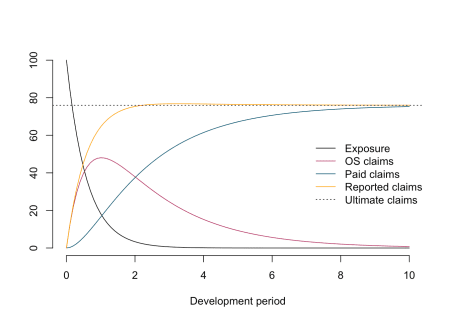 100
80
60
40
20
0
Exposure
OS claims
Paid claims
Reported claims
Ultimate claims
0 2 4 6 8 10
Development period